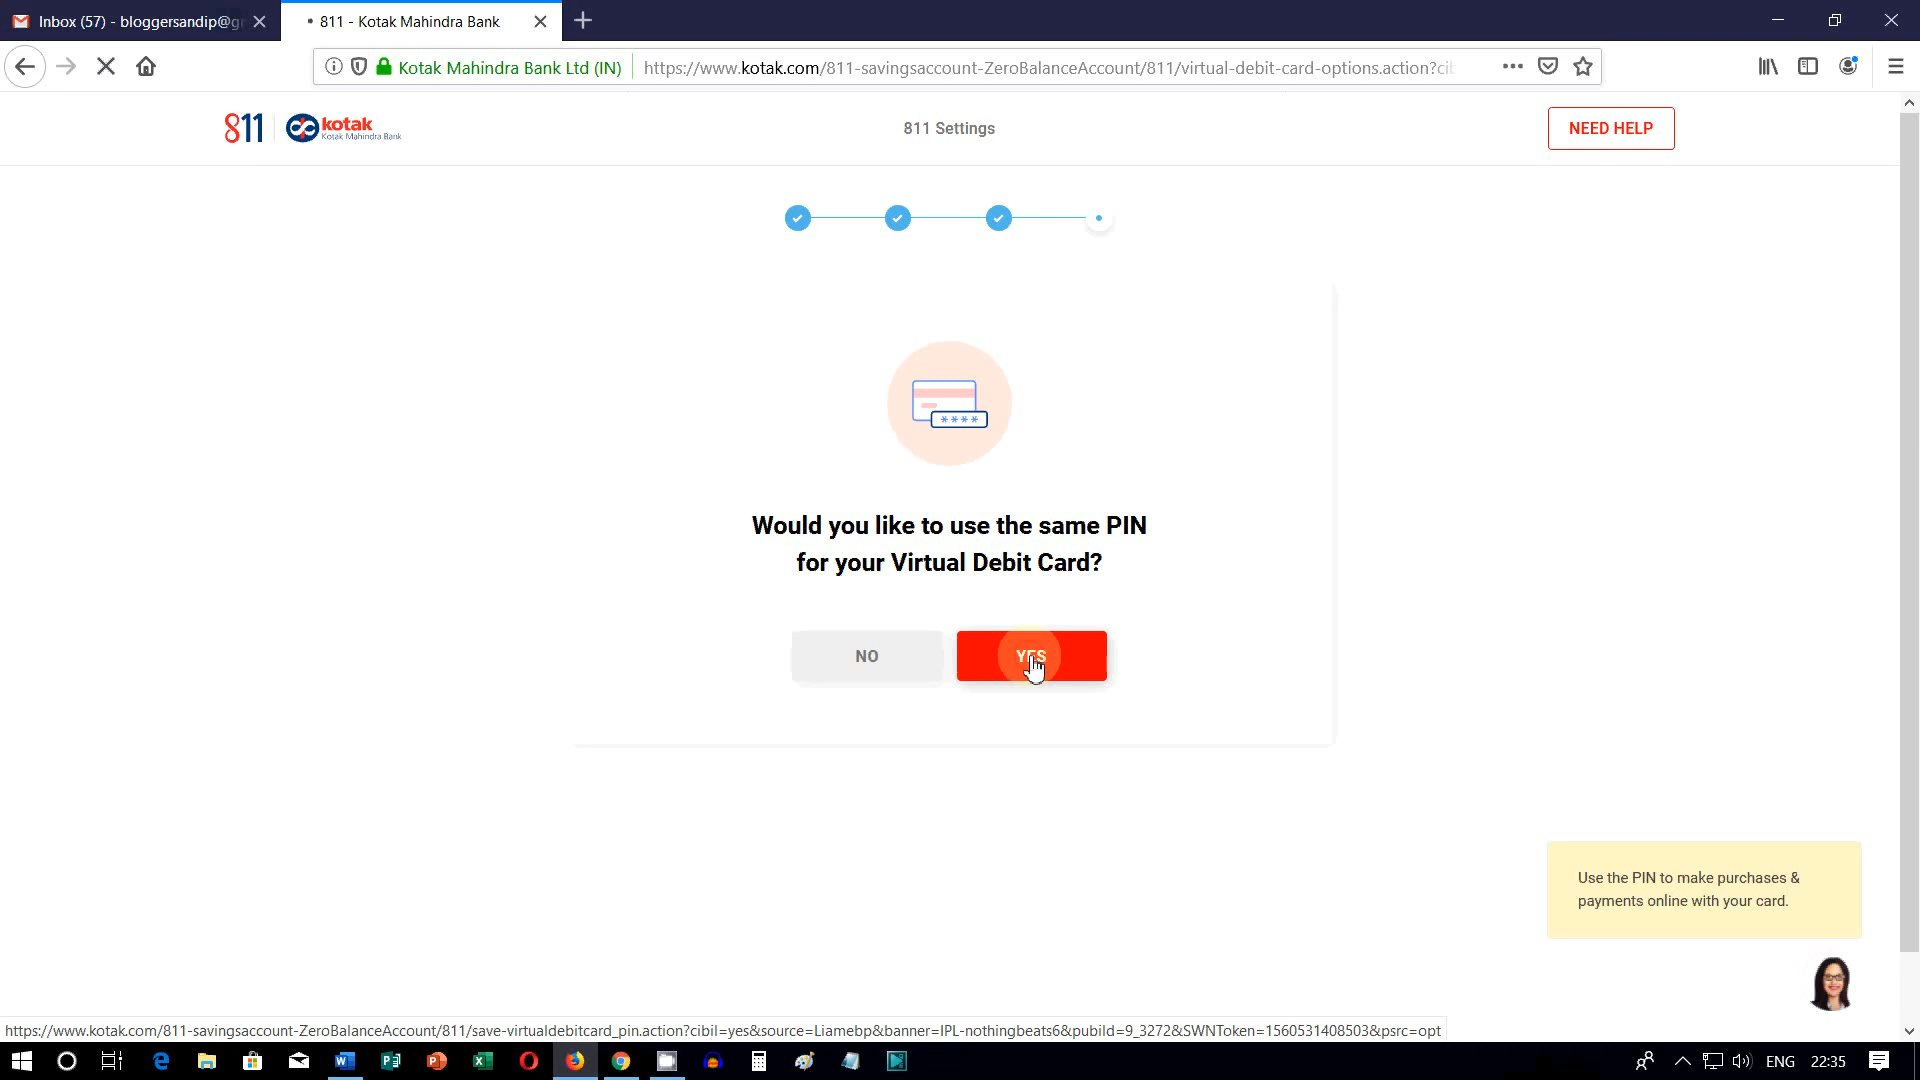 Inbox (57) - bloggersandip@g
811 - Kotak Mahindra Bank
Kotak Mahindra Bank Ltd (IN)
https://www.kotak.com/811-savingsaccount-ZeroBalanceAccount/811/virtual-debit-card-options.action?ci
811
kotak
Kotak Mahindra Bank
811 Settings
NEED HELP
****
Would you like to use the same PIN
for your Virtual Debit Card?
NO
YES
Use the PIN to make purchases &
payments online with your card.
https://www.kotak.com/811-savingsaccount-ZeroBalanceAccount/811/save-virtualdebitcard_pin.action?cibil=yes&source=Liamebp&banner=IPL-nothingbeats6&pubild=9_3272&SWNToken=1560531408503&psrc=opt
ENG
22:35